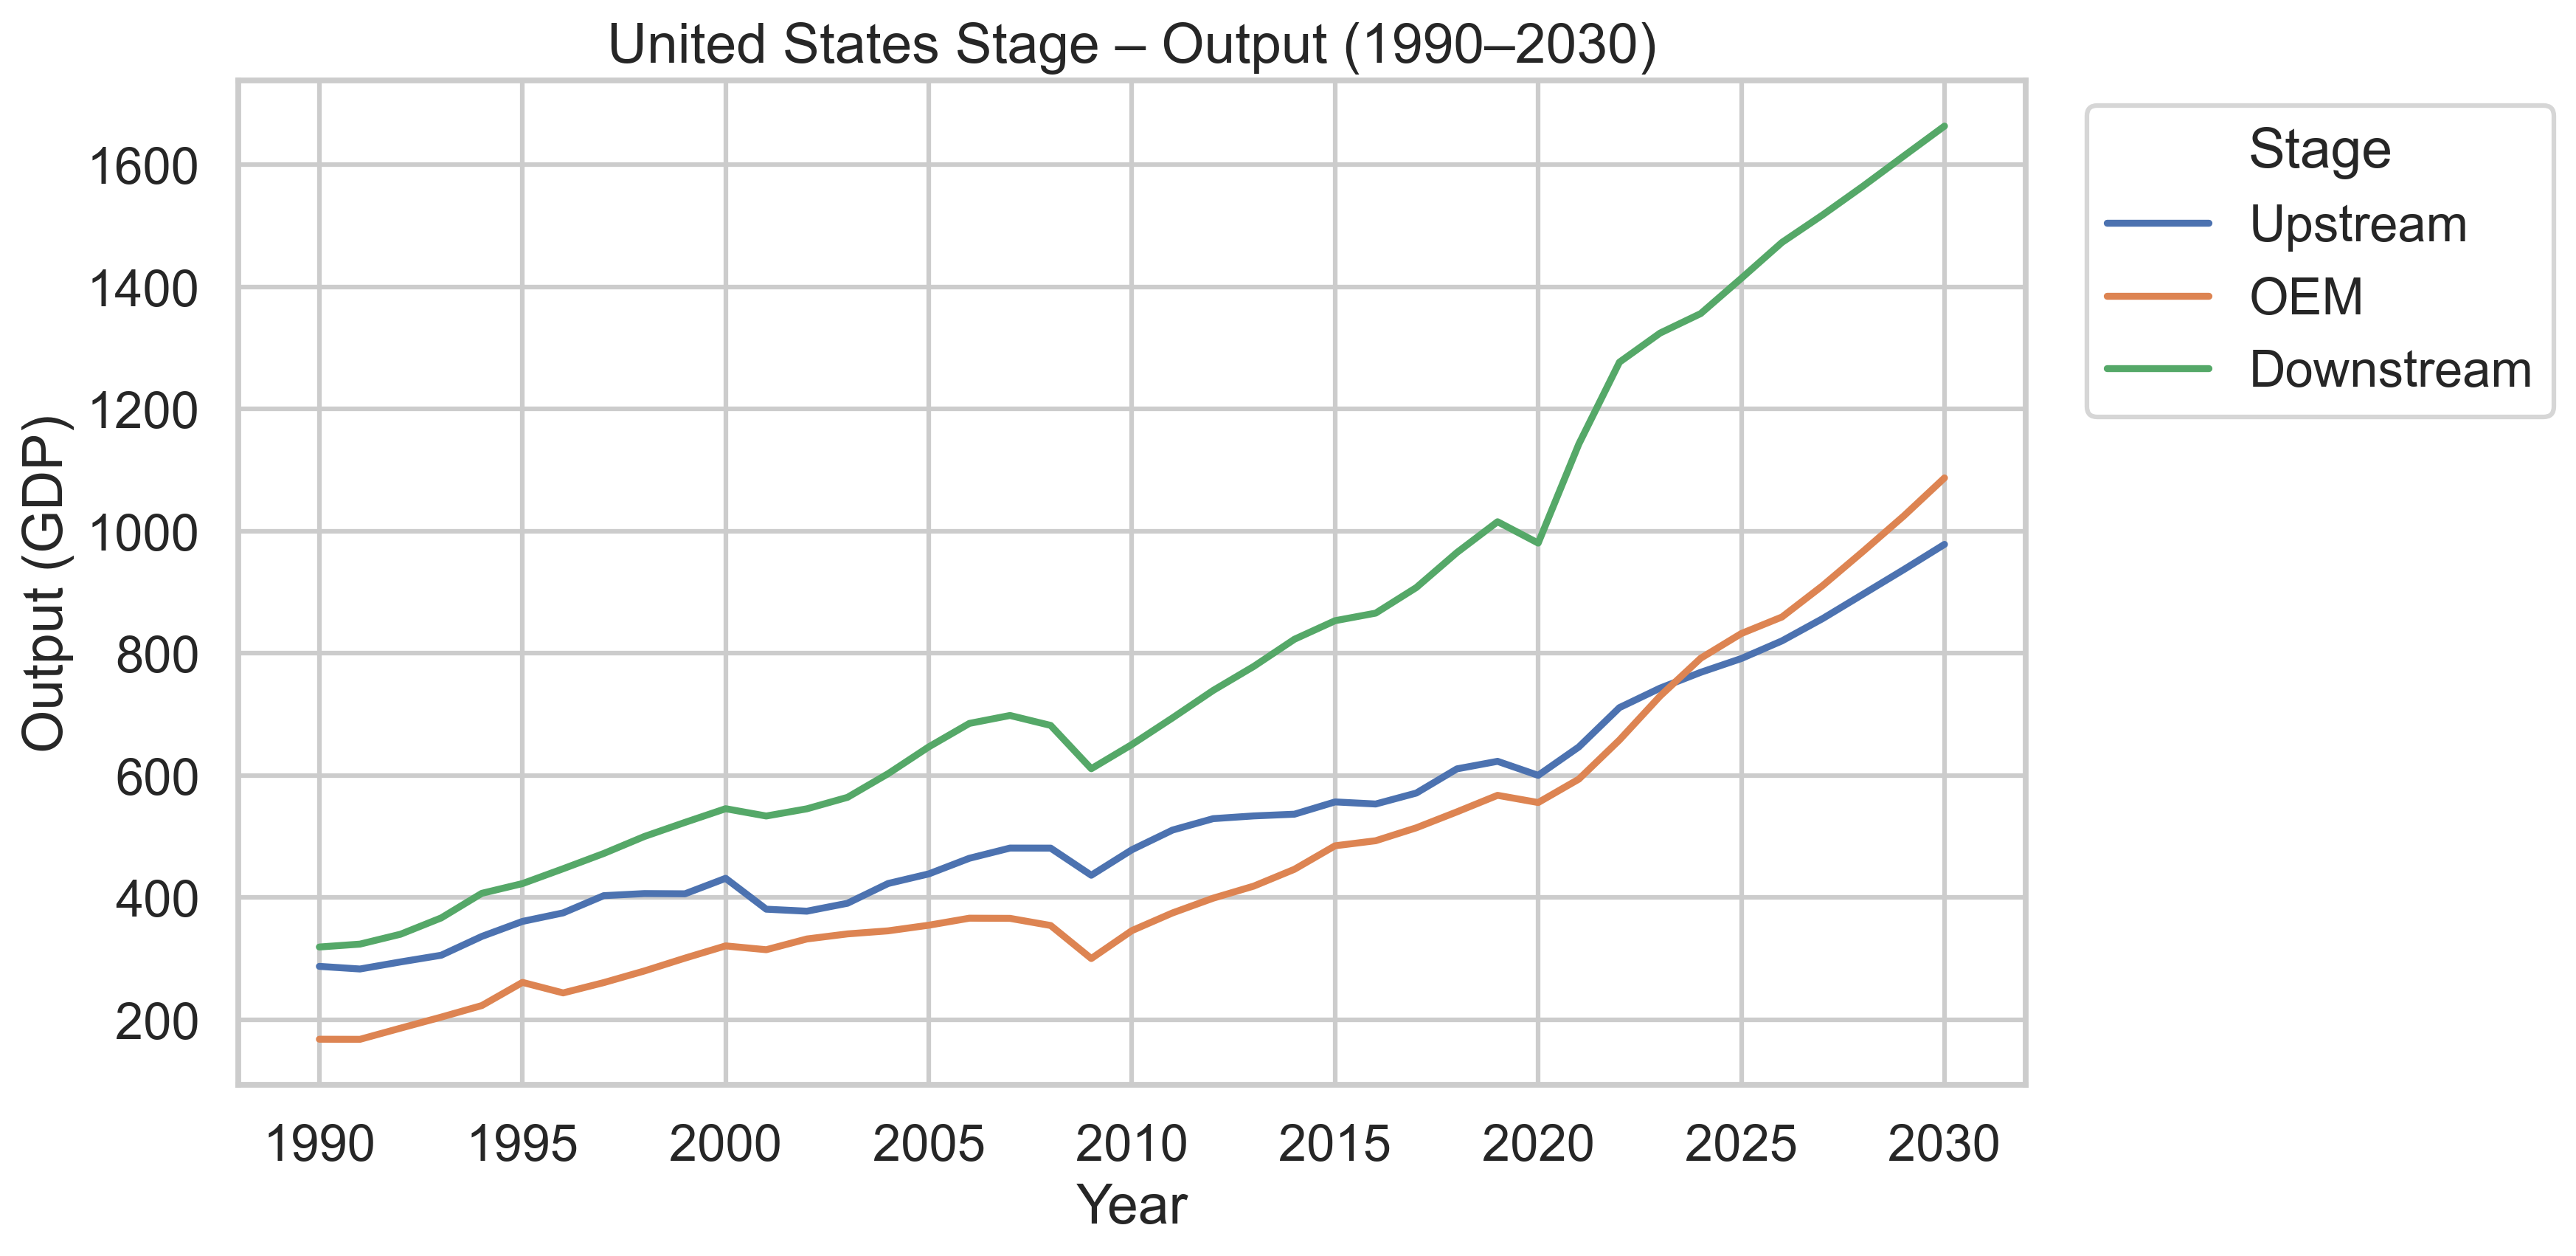 United States Stage – Output (1990–2030)
Output (GDP)
1600
1400
1200
1000
800
600
400
200
1990 1995 2000 2005 2010 2015 2020 2025 2030
Year
Stage
Upstream
OEM
Downstream